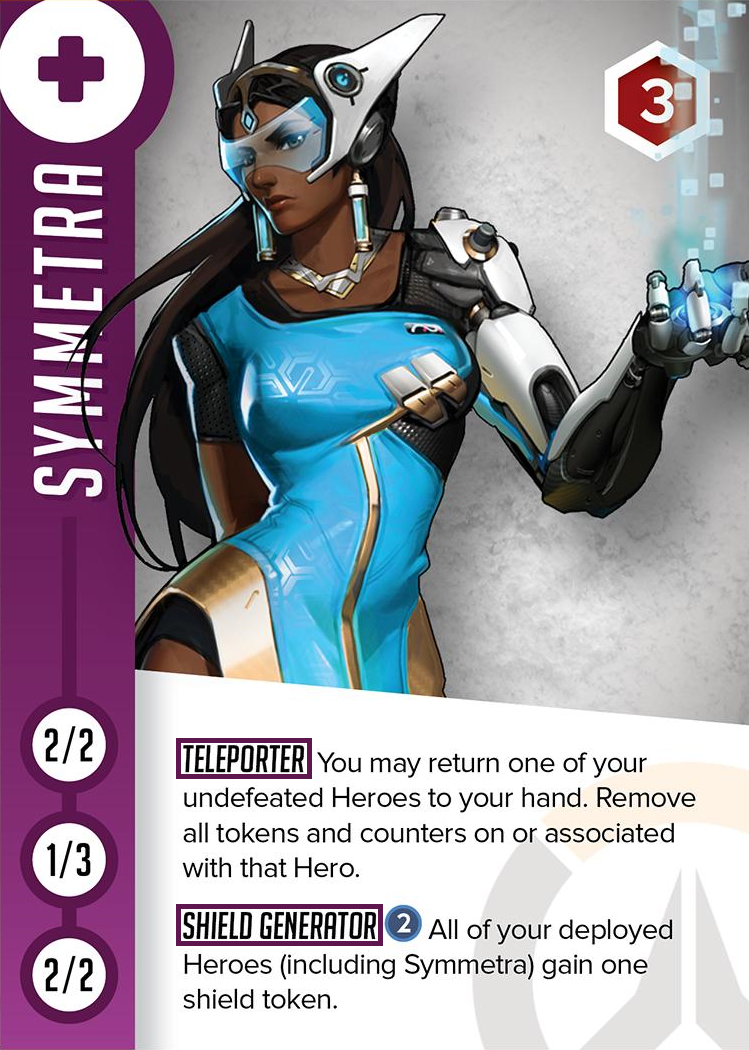 SYMMETRA
3
2/2
1/3
2/2
TELEPORTER You may return one of your
undefeated Heroes to your hand. Remove
all tokens and counters on or associated
with that Hero.
SHIELD GENERATOR 2 All of your deployed
Heroes (including Symmetra) gain one
shield token.